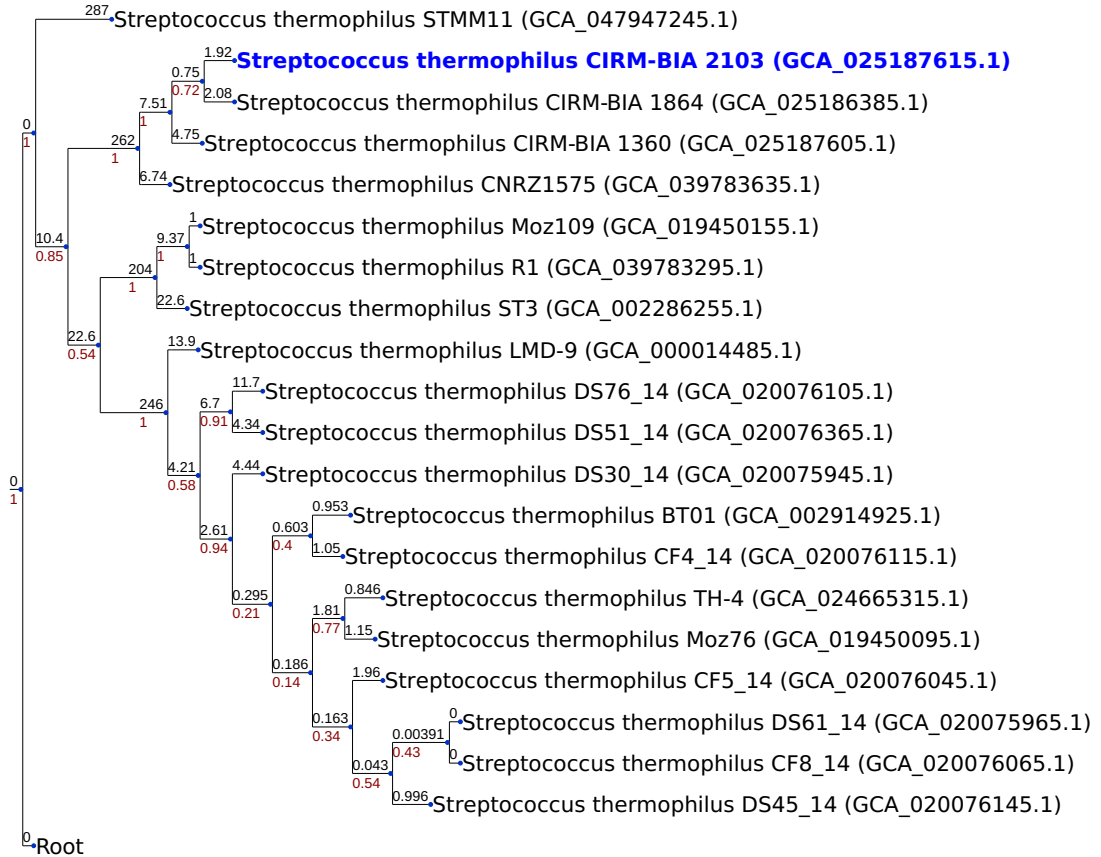 287 Streptococcus thermophilus STMM11 (GCA_047947245.1)
1.92 Streptococcus thermophilus CIRM-BIA 2103 (GCA_025187615.1)
0.75
0.72
2.08 Streptococcus thermophilus CIRM-BIA 1864 (GCA_025186385.1)
7.51
1
4.75 Streptococcus thermophilus CIRM-BIA 1360 (GCA_025187605.1)
262
1
6.74 Streptococcus thermophilus CNRZ1575 (GCA_039783635.1)
0
1
1 Streptococcus thermophilus Moz109 (GCA_019450155.1)
10.4
0.85
9.37
1
1 Streptococcus thermophilus R1 (GCA_039783295.1)
204
1
22.6 Streptococcus thermophilus ST3 (GCA_002286255.1)
22.6
0.54
13.9 Streptococcus thermophilus LMD-9 (GCA_000014485.1)
11.7 Streptococcus thermophilus DS76_14 (GCA_020076105.1)
246
1
6.7
0.91
4.34 Streptococcus thermophilus DS51_14 (GCA_020076365.1)
4.21
0.58
4.44 Streptococcus thermophilus DS30_14 (GCA_020075945.1)
0
1
0.953 Streptococcus thermophilus BT01 (GCA_002914925.1)
2.61
0.94
0.603
0.4
1.05 Streptococcus thermophilus CF4_14 (GCA_020076115.1)
0.295
0.21
0.846 Streptococcus thermophilus TH-4 (GCA_024665315.1)
1.81
0.77
1.15 Streptococcus thermophilus Moz76 (GCA_019450095.1)
0.186
0.14
1.96 Streptococcus thermophilus CF5_14 (GCA_020076045.1)
0.163
0.34
0 Streptococcus thermophilus DS61_14 (GCA_020075965.1)
0.00391
0.43
0 Streptococcus thermophilus CF8_14 (GCA_020076065.1)
0.043
0.54
0.996 Streptococcus thermophilus DS45_14 (GCA_020076145.1)
0 Root